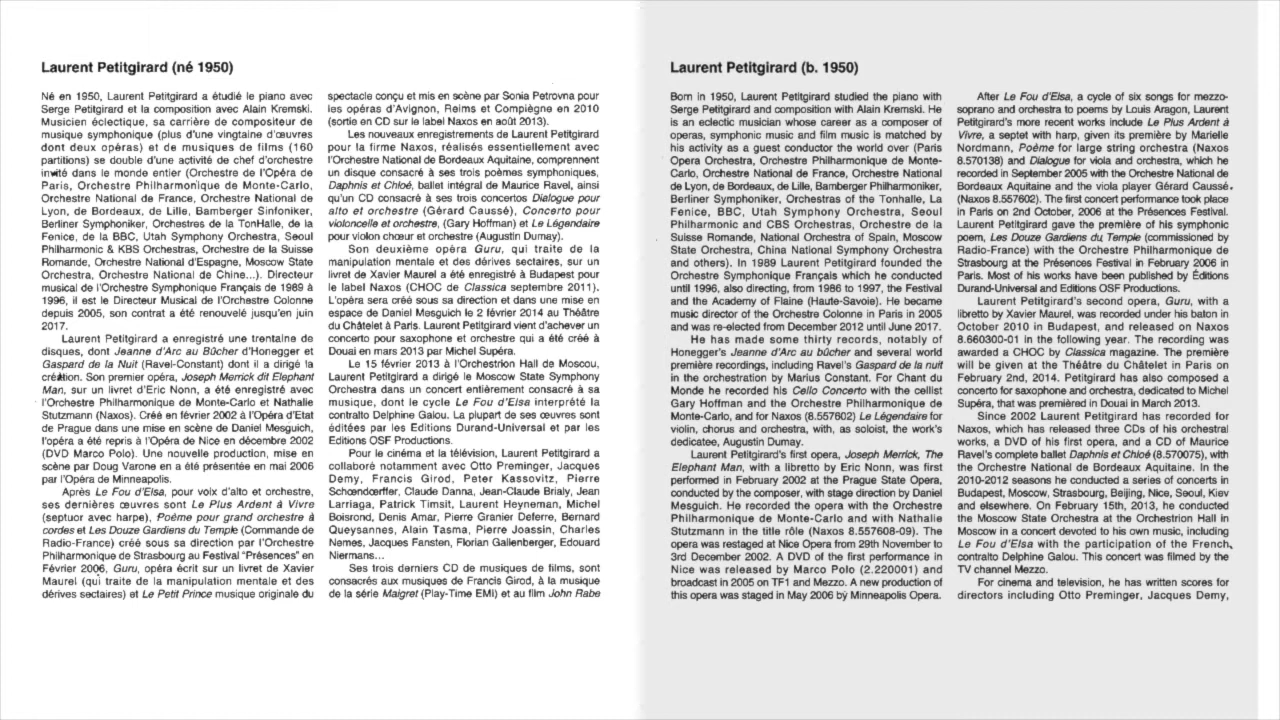 Laurent Petitgirard (né 1950)
Né en 1950, Laurent Petitgirard a étudié le piano avec
Serge Petitgirard et la composition avec Alain Kremski.
Musicien éclectique, sa carrière de compositeur de
musique symphonique (plus d'une vingtaine d'œuvres
dont deux opéras) et de musiques de films (160
partitions) se double d'une activité de chef d'orchestre
invité dans le monde entier (Orchestre de l'Opéra de
Paris, Orchestre Philharmonique de Monte-Carlo,
Orchestre National de France, Orchestre National de
Lyon, de Bordeaux, de Lille, Bamberger Sinfoniker,
Berliner Symphoniker, Orchestres de la TonHalle, de la
Fenice, de la BBC, Utah Symphony Orchestra, Seoul
Philharmonic & KBS Orchestras, Orchestre de la Suisse
Romande, Orchestre National d'Espagne, Moscow State
Orchestra, Orchestre National de Chine...). Directeur
musical de l'Orchestre Symphonique Français de 1989 à
1996, il est le Directeur Musical de l'Orchestre Colonne
depuis 2005, son contrat a été renouvelé jusqu'en juin
2017.
Laurent Petitgirard a enregistré une trentaine de
disques, dont Jeanne d'Arc au Bûcher d'Honegger et
Gaspard de la Nuit (Ravel-Constant) dont il a dirigé la
création. Son premier opéra, Joseph Merrick dit Elephant
Man, sur un livret d'Eric Nonn, a été enregistré avec
l'Orchestre Philharmonique de Monte-Carlo et Nathalie
Stutzmann (Naxos). Créé en février 2002 à l'Opéra d'Etat
de Prague dans une mise en scène de Daniel Mesguich,
l'opéra a été repris à l'Opéra de Nice en décembre 2002
(DVD Marco Polo). Une nouvelle production, mise en
scène par Doug Varone en a été présentée en mai 2006
par l'Opéra de Minneapolis.
Après Le Fou d'Elsa, pour voix d'alto et orchestre,
ses dernières œuvres sont Le Plus Ardent à Vivre
(septuor avec harpe), Poème pour grand orchestre à
cordes et Les Douze Gardiens du Temple (Commande de
Radio-France) créé sous sa direction par l'Orchestre
Philharmonique de Strasbourg au Festival "Présences" en
Février 2006, Guru, opéra écrit sur un livret de Xavier
Maurel (qui traite de la manipulation mentale et des
dérives sectaires) et Le Petit Prince musique originale du
spectacle conçu et mis en scène par Sonia Petrovna pour
les opéras d'Avignon, Reims et Compiègne en 2010
(sortie en CD sur le label Naxos en août 2013).
Les nouveaux enregistrements de Laurent Petitgirard
pour la firme Naxos, réalisés essentiellement avec
l'Orchestre National de Bordeaux Aquitaine, comprennent
un disque consacré à ses trois poèmes symphoniques,
Daphnis et Chloé, ballet intégral de Maurice Ravel, ainsi
qu'un CD consacré à ses trois concertos Dialogue pour
alto et orchestre (Gérard Caussé), Concerto pour
violoncelle et orchestre, (Gary Hoffman) et Le Légendaire
pour violon chœur et orchestre (Augustin Dumay).
Son deuxième opéra Guru, qui traite de la
manipulation mentale et des dérives sectaires, sur un
livret de Xavier Maurel a été enregistré à Budapest pour
le label Naxos (CHOC de Classica septembre 2011).
L'opéra sera créé sous sa direction et dans une mise en
espace de Daniel Mesguich le 2 février 2014 au Théâtre
du Châtelet à Paris. Laurent Petitgirard vient d'achever un
concerto pour saxophone et orchestre qui a été créé à
Douai en mars 2013 par Michel Supéra.
Le 15 février 2013 à l'Orchestrion Hall de Moscou,
Laurent Petitgirard a dirigé le Moscow State Symphony
Orchestra dans un concert entièrement consacré à sa
musique, dont le cycle Le Fou d'Elsa interprété la
contralto Delphine Galou. La plupart de ses œuvres sont
éditées par les Editions Durand-Universal et par les
Editions OSF Productions.
Pour le cinéma et la télévision, Laurent Petitgirard a
collaboré notamment avec Otto Preminger, Jacques
Demy, Francis Girod, Peter Kassovitz, Pierre
Schœndœrffer, Claude Danna, Jean-Claude Brialy, Jean
Larriaga, Patrick Timsit, Laurent Heyneman, Michel
Boisrond, Denis Amar, Pierre Granier Deferre, Bernard
Queysannes, Alain Tasma, Pierre Joassin, Charles
Nemes, Jacques Fansten, Florian Gallenberger, Edouard
Niermans...
Ses trois derniers CD de musiques de films, sont
consacrés aux musiques de Francis Girod, à la musique
de la série Maigret (Play-Time EMI) et au film John Rabe
Laurent Petitgirard (b. 1950)
Born in 1950, Laurent Petitgirard studied the piano with
Serge Petitgirard and composition with Alain Kremski. He
is an eclectic musician whose career as a composer of
operas, symphonic music and film music is matched by
his activity as a guest conductor the world over (Paris
Opera Orchestra, Orchestre Philharmonique de Monte-
Carlo, Orchestre National de France, Orchestre National
de Lyon, de Bordeaux, de Lille, Bamberger Philharmoniker,
Berliner Symphoniker, Orchestras of the Tonhalle, La
Fenice, BBC, Utah Symphony Orchestra, Seoul
Philharmonic and CBS Orchestras, Orchestre de la
Suisse Romande, National Orchestra of Spain, Moscow
State Orchestra, China National Symphony Orchestra
and others). In 1989 Laurent Petitgirard founded the
Orchestre Symphonique Français which he conducted
until 1996, also directing, from 1986 to 1997, the Festival
and the Academy of Flaine (Haute-Savoie). He became
music director of the Orchestre Colonne in Paris in 2005
and was re-elected from December 2012 until June 2017.
He has made some thirty records, notably of
Honegger's Jeanne d'Arc au bûcher and several world
première recordings, including Ravel's Gaspard de la nuit
in the orchestration by Marius Constant. For Chant du
Monde he recorded his Cello Concerto with the cellist
Gary Hoffman and the Orchestre Philharmonique de
Monte-Carlo, and for Naxos (8.557602) Le Légendaire for
violin, chorus and orchestra, with, as soloist, the work's
dedicatee, Augustin Dumay.
Laurent Petitgirard's first opera, Joseph Merrick, The
Elephant Man, with a libretto by Eric Nonn, was first
performed in February 2002 at the Prague State Opera,
conducted by the composer, with stage direction by Daniel
Mesguich. He recorded the opera with the Orchestre
Philharmonique de Monte-Carlo and with Nathalie
Stutzmann in the title rôle (Naxos 8.557608-09). The
opera was restaged at Nice Opera from 29th November to
3rd December 2002. A DVD of the first performance in
Nice was released by Marco Polo (2.220001) and
broadcast in 2005 on TF1 and Mezzo. A new production of
this opera was staged in May 2006 by Minneapolis Opera.
After Le Fou d'Elsa, a cycle of six songs for mezzo-
soprano and orchestra to poems by Louis Aragon, Laurent
Petitgirard's more recent works include Le Plus Ardent à
Vivre, a septet with harp, given its première by Marielle
Nordmann, Poème for large string orchestra (Naxos
8.570138) and Dialogue for viola and orchestra, which he
recorded in September 2005 with the Orchestre National de
Bordeaux Aquitaine and the viola player Gérard Caussé.
(Naxos 8.557602). The first concert performance took place
in Paris on 2nd October, 2006 at the Présences Festival.
Laurent Petitgirard gave the première of his symphonic
poem, Les Douze Gardiens du Temple (commissioned by
Radio-France) with the Orchestre Philharmonique de
Strasbourg at the Présences Festival in February 2006 in
Paris. Most of his works have been published by Éditions
Durand-Universal and Editions OSF Productions.
Laurent Petitgirard's second opera, Guru, with a
libretto by Xavier Maurel, was recorded under his baton in
October 2010 in Budapest, and released on Naxos
8.660300-01 in the following year. The recording was
awarded a CHOC by Classica magazine. The première
will be given at the Théâtre du Châtelet in Paris on
February 2nd, 2014. Petitgirard has also composed a
concerto for saxophone and orchestra, dedicated to Michel
Supéra, that was premièred in Douai in March 2013.
Since 2002 Laurent Petitgirard has recorded for
Naxos, which has released three CDs of his orchestral
works, a DVD of his first opera, and a CD of Maurice
Ravel's complete ballet Daphnis et Chloé (8.570075), with
the Orchestre National de Bordeaux Aquitaine. In the
2010-2012 seasons he conducted a series of concerts in
Budapest, Moscow, Strasbourg, Beijing, Nice, Seoul, Kiev
and elsewhere. On February 15th, 2013, he conducted
the Moscow State Orchestra at the Orchestrion Hall in
Moscow in a concert devoted to his own music, including
Le Fou d'Elsa with the participation of the French
contralto Delphine Galou. This concert was filmed by the
TV channel Mezzo.
For cinema and television, he has written scores for
directors including Otto Preminger, Jacques Demy,